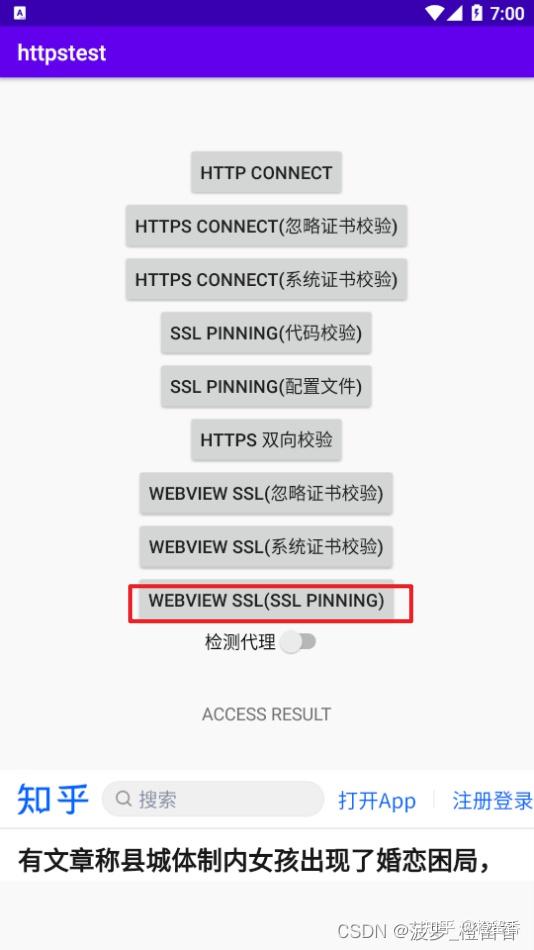 A
7:00
httpstest
HTTP CONNECT
HTTPS CONNECT(忽略证书校验)
HTTPS CONNECT(系统证书校验)
SSL PINNING(代码校验)
SSL PINNING(配置文件)
HTTPS 双向校验
WEBVIEW SSL(忽略证书校验)
WEBVIEW SSL(系统证书校验)
WEBVIEW SSL(SSL PINNING)
检测代理
ACCESS RESULT
知乎 搜索 打开App 注册登录
有文章称县城体制内女孩出现了婚恋困局，
CSDN @菠萝_橙留香